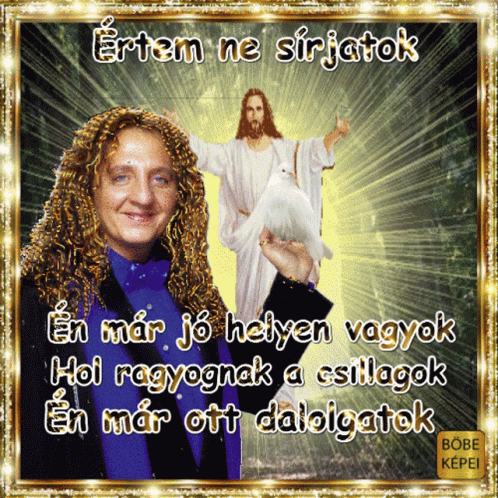 Értem ne sírjatok
Én már jó helyen vagyok
Hol ragyognak a csillagok
Én már ott dalolgatok
BÖBE
KÉPEI